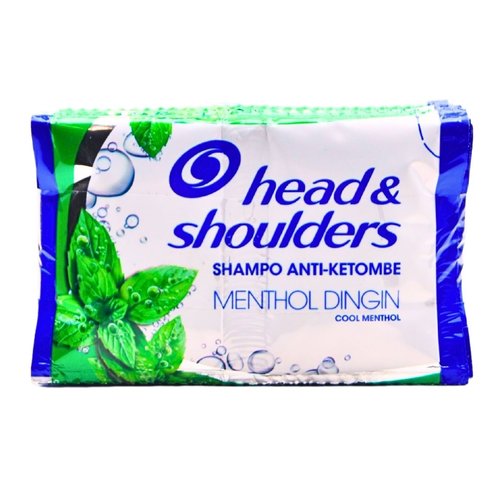 head &
shoulders
SHAMPO ANTI-KETOMBE
MENTHOL DINGIN
COOL MENTHOL